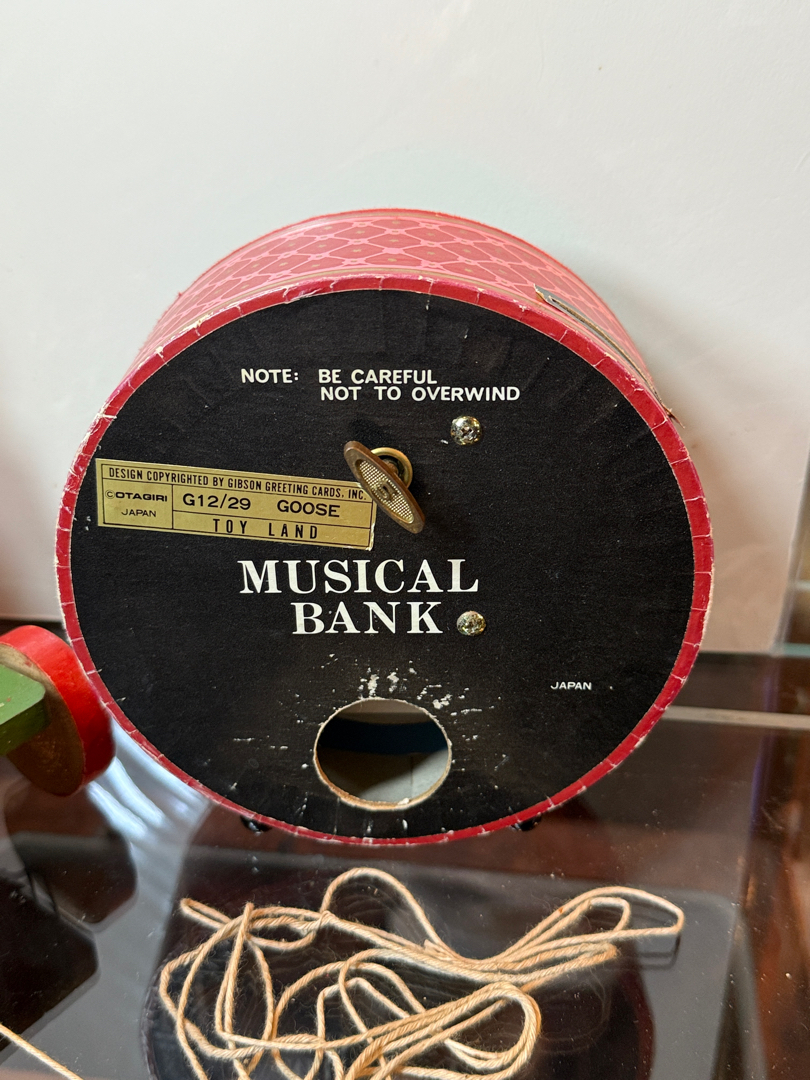 NOTE: BE CAREFUL
NOT TO OVERWIND
DESIGN COPYRIGHTED BY GIBSON GREETING CARDS, INC.
©OTAGIRI
JAPAN
G12/29 GOOSE
TOY LAND
MUSICAL
BANK
JAPAN